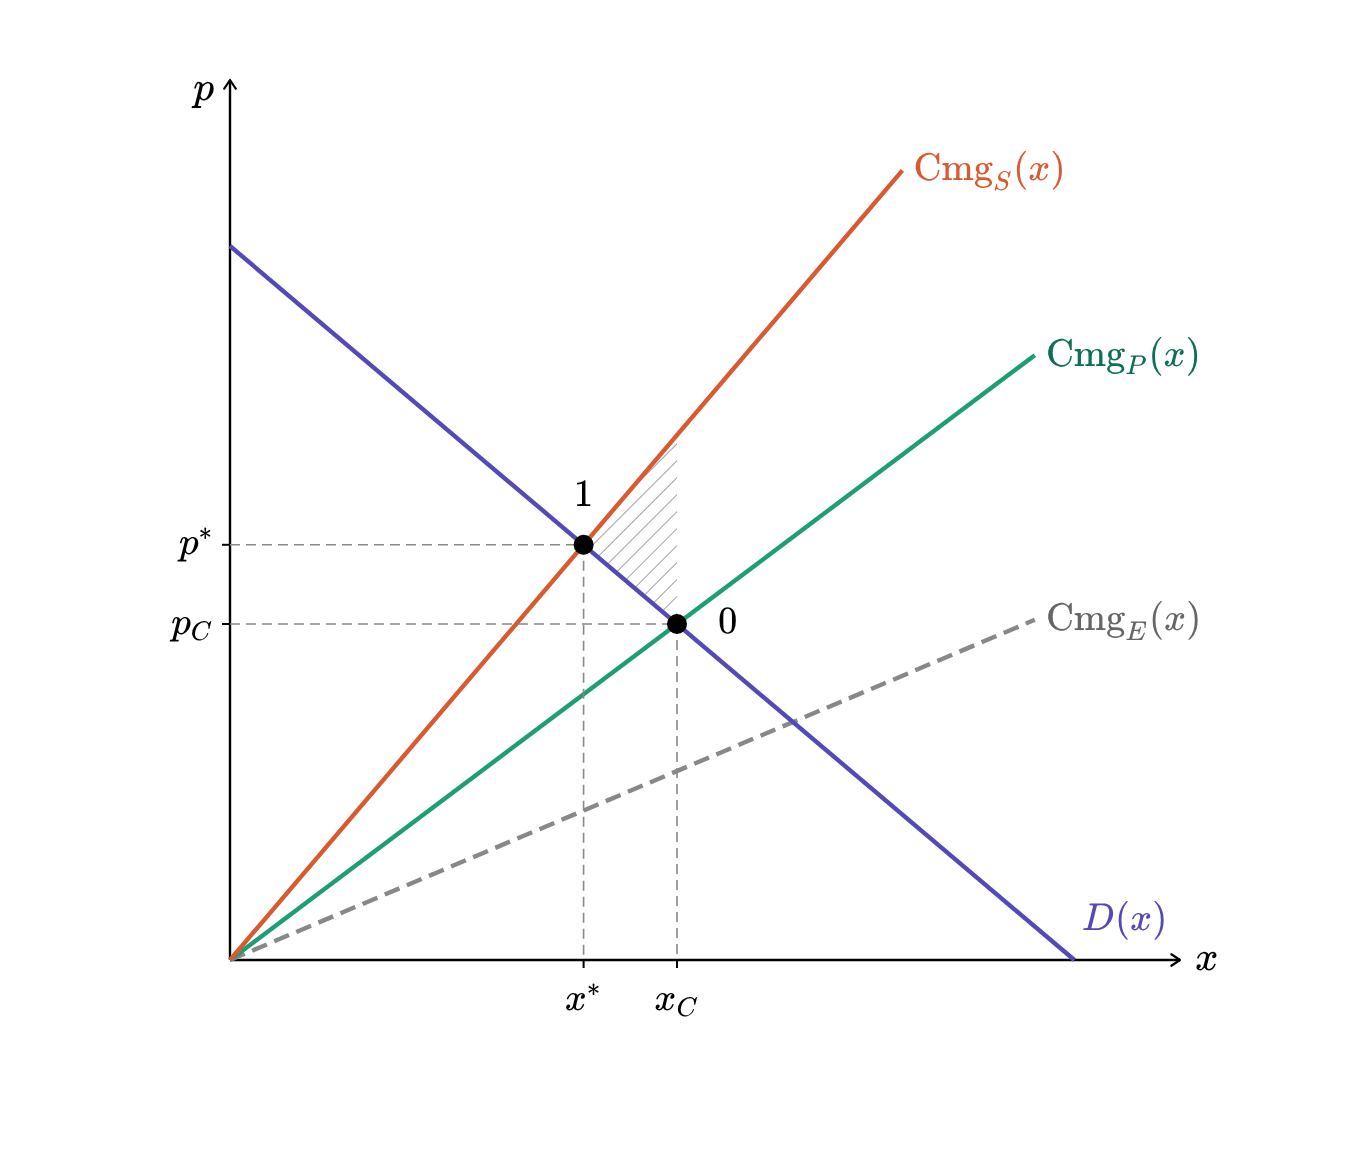 p
Cmg_S(x)
Cmg_P(x)
1
p*
p_C
0
Cmg_E(x)
D(x)
x
x*
x_C